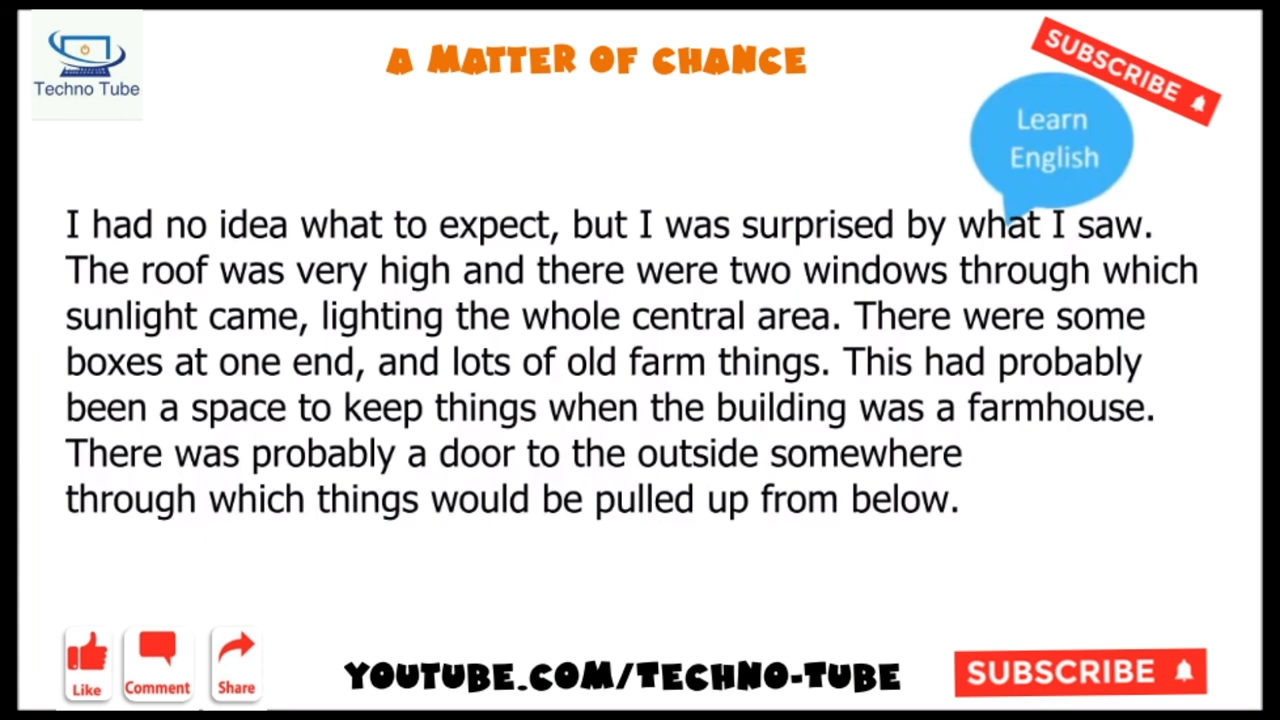 A MATTER OF CHANCE
SUBSCRIBE
Techno Tube
Learn
English
I had no idea what to expect, but I was surprised by what I saw.
The roof was very high and there were two windows through which
sunlight came, lighting the whole central area. There were some
boxes at one end, and lots of old farm things. This had probably
been a space to keep things when the building was a farmhouse.
There was probably a door to the outside somewhere
through which things would be pulled up from below.
Like
Comment
Share
YOUTUBE.COM/TECHNO-TUBE
SUBSCRIBE